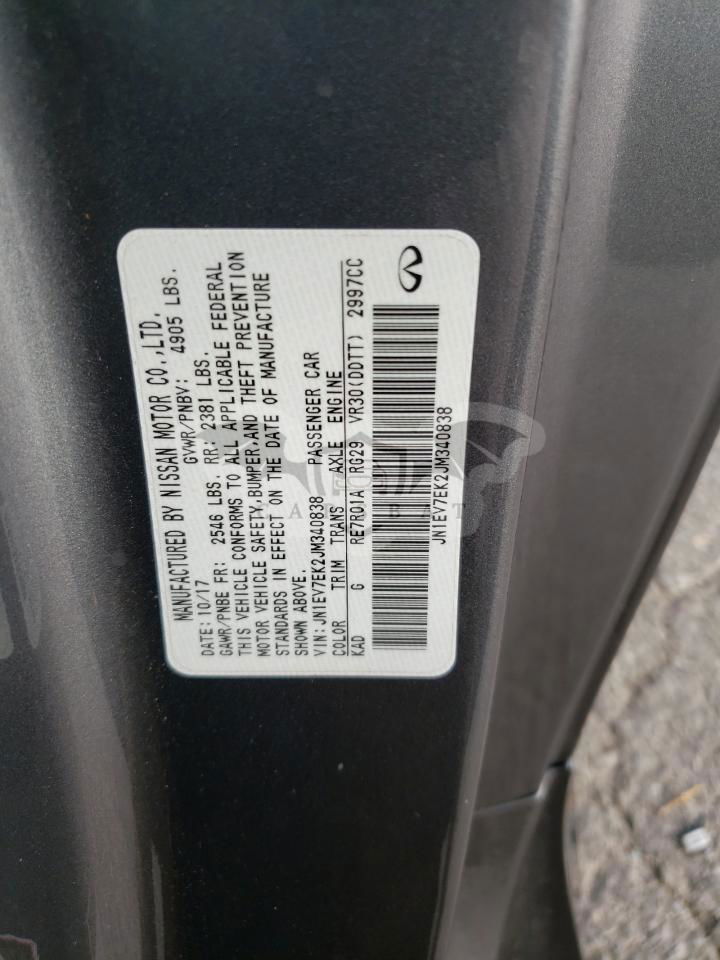 MANUFACTURED BY NISSAN MOTOR CO.,LTD.
DATE: 10/17 GVWR/PNBV: 4905 LBS.
GAWR/PNBE FR: 2546 LBS. RR: 2381 LBS.
THIS VEHICLE CONFORMS TO ALL APPLICABLE FEDERAL
MOTOR VEHICLE SAFETY,BUMPER,AND THEFT PREVENTION
STANDARDS IN EFFECT ON THE DATE OF MANUFACTURE
SHOWN ABOVE.
VIN: JN1EV7EK2JM340838 PASSENGER CAR
COLOR TRIM TRANS AXLE ENGINE
KAD G RE7R01A RG29 VR30(DDTT) 2997CC
JN1EV7EK2JM340838